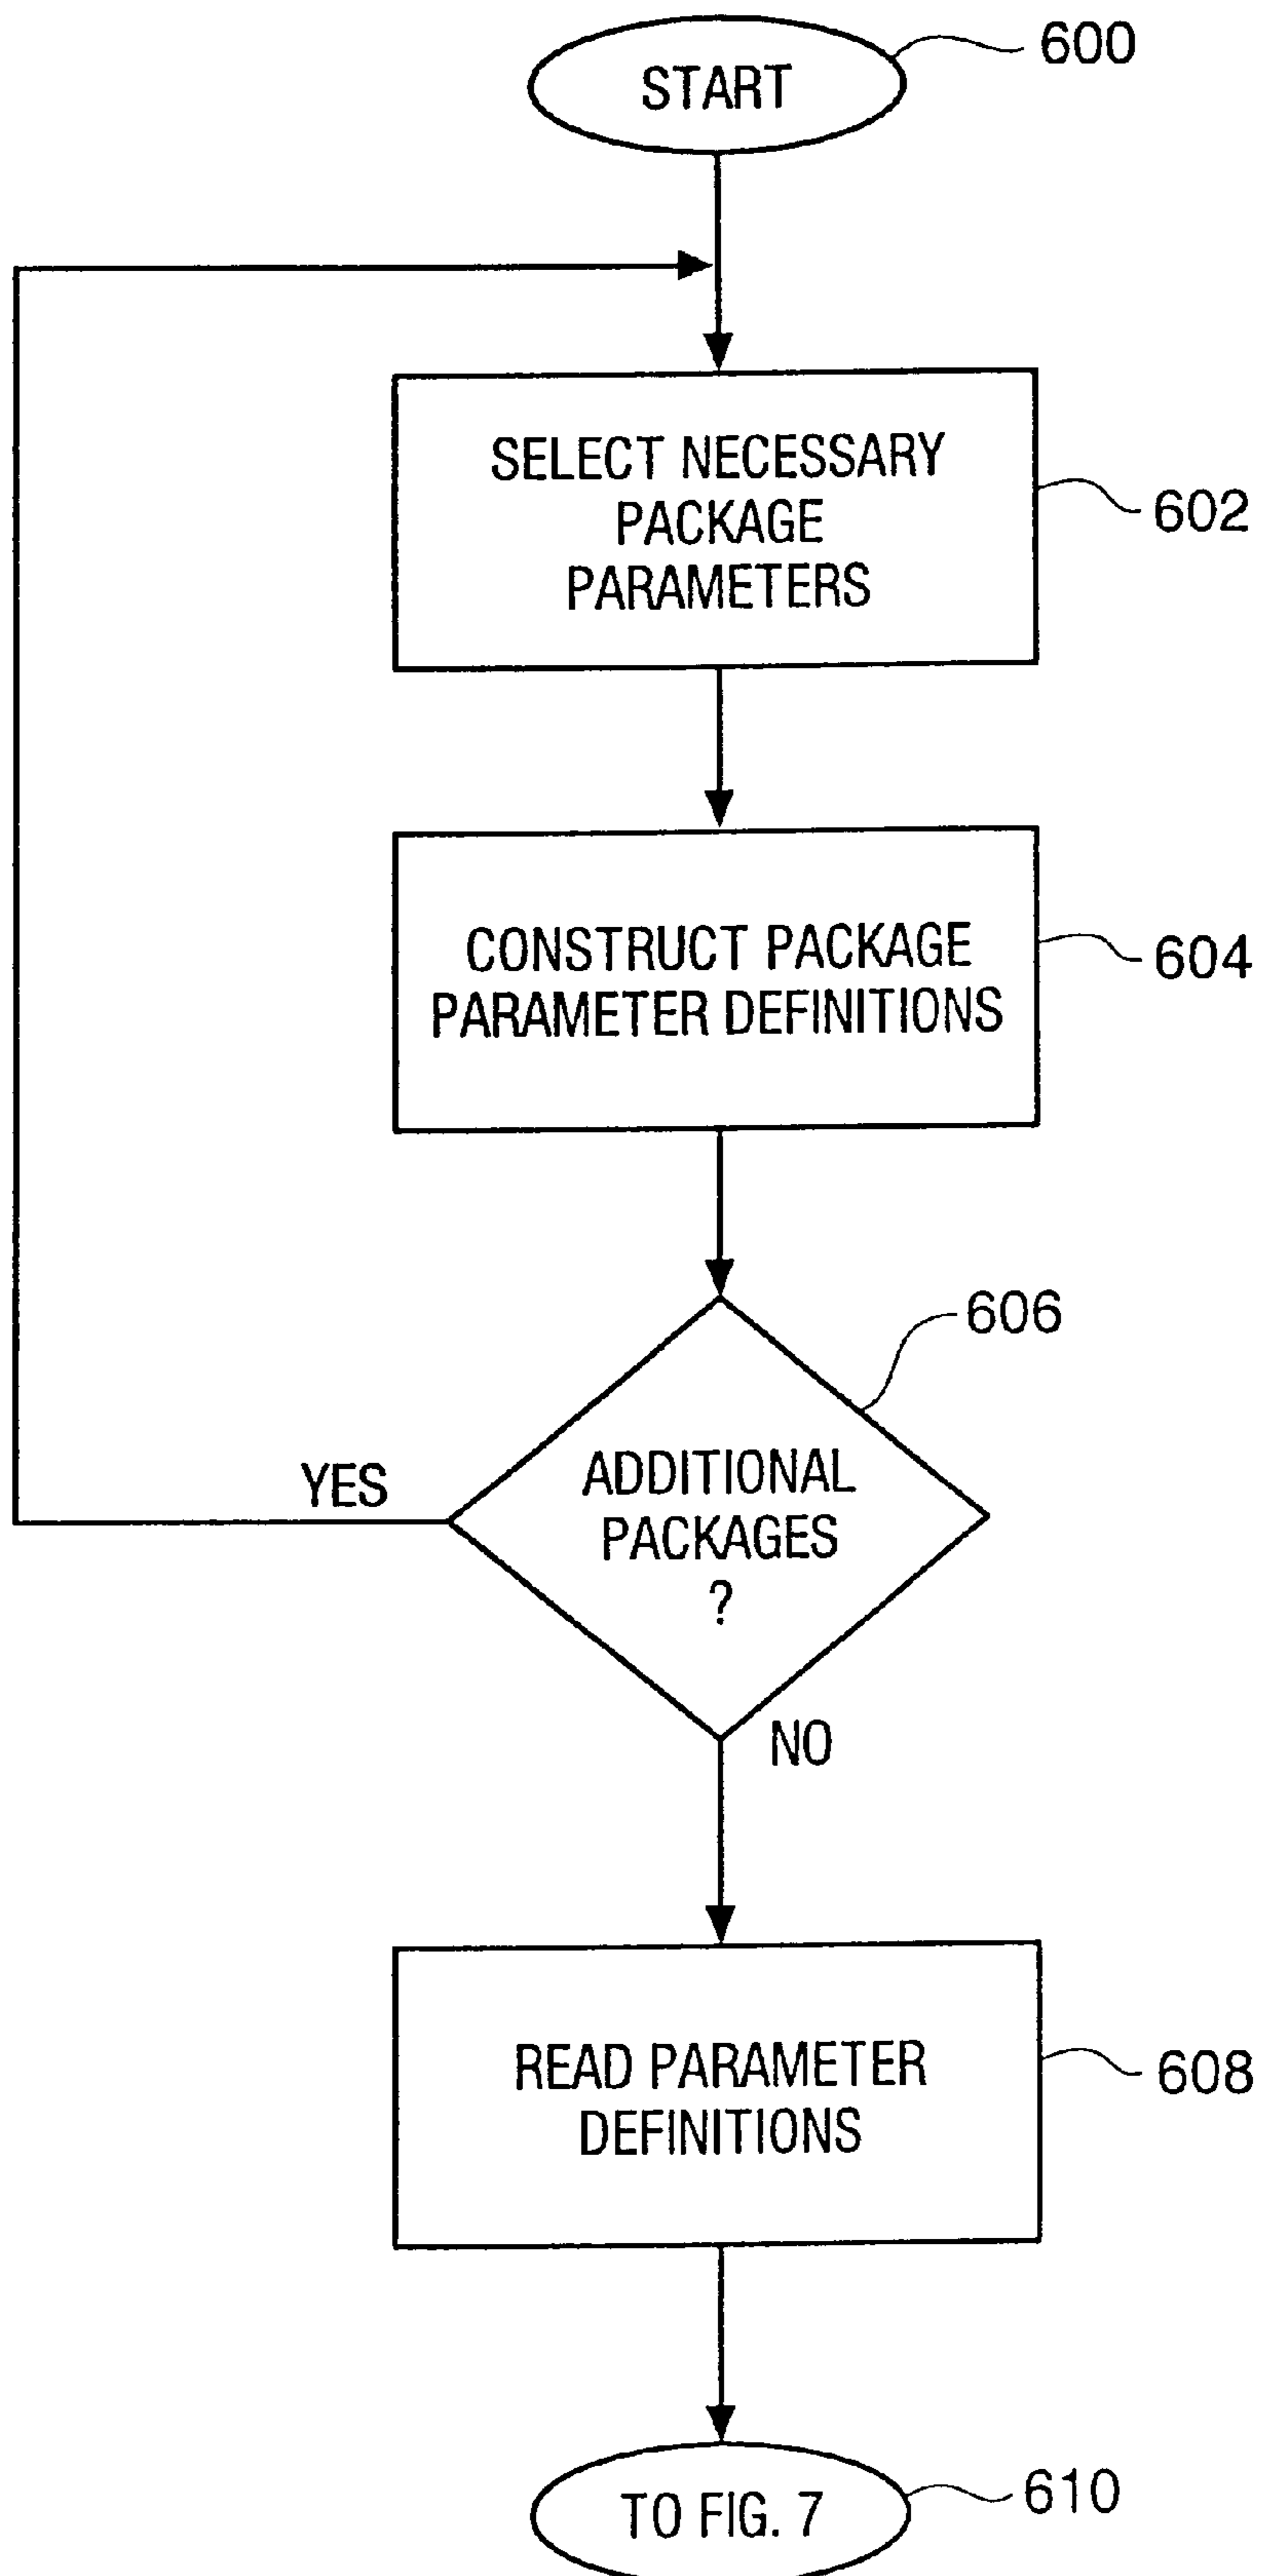 START
600
SELECT NECESSARY
PACKAGE
PARAMETERS
602
CONSTRUCT PACKAGE
PARAMETER DEFINITIONS
604
606
ADDITIONAL
PACKAGES
?
YES
NO
READ PARAMETER
DEFINITIONS
608
TO FIG. 7
610